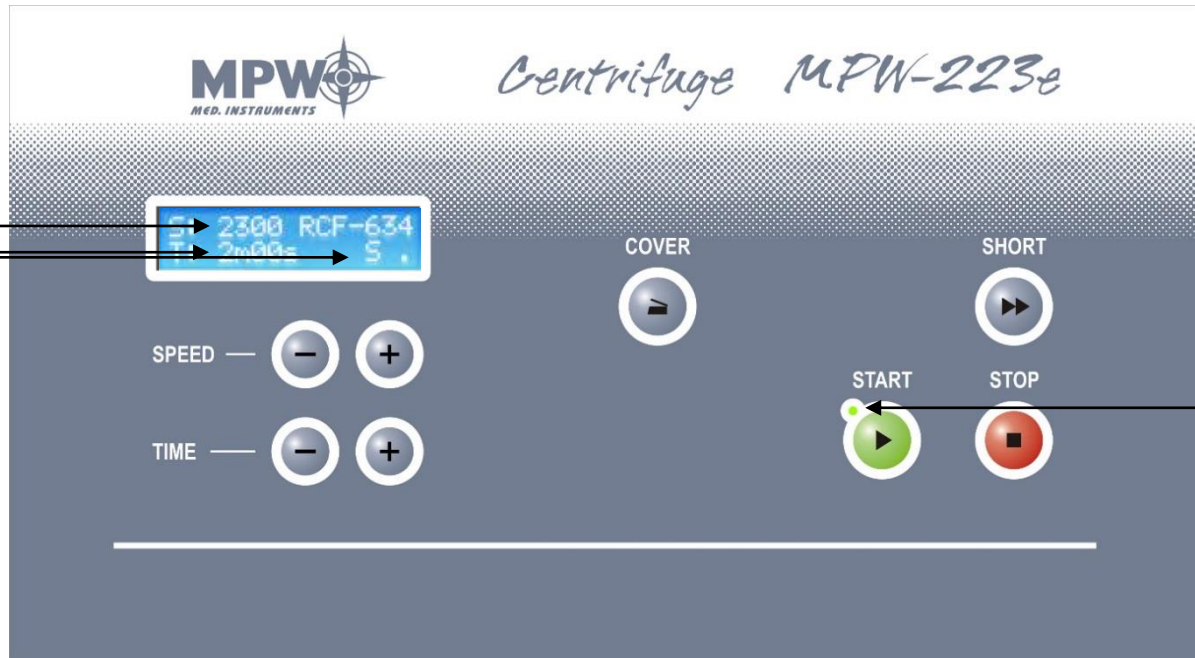 MPW
MED. INSTRUMENTS
Centrifuge MPW-223e
S: 2300 RCF-634
T: 2m00s S .
COVER
SHORT
SPEED
START
STOP
TIME